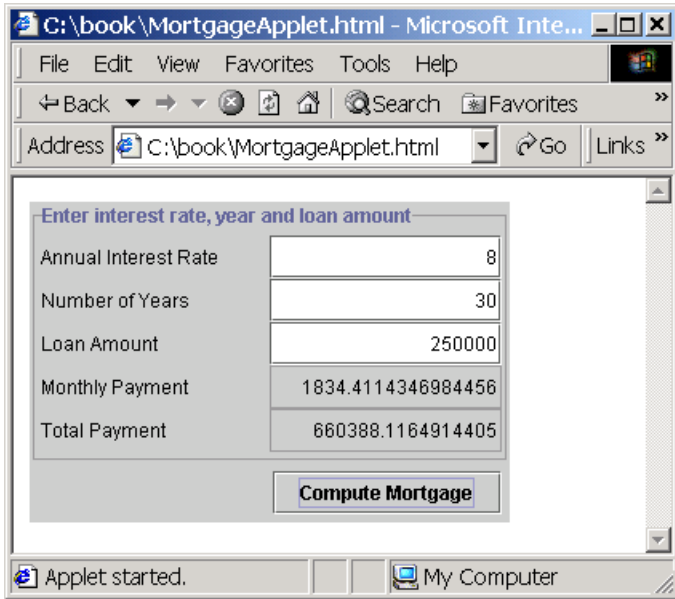 C:\book\MortgageApplet.html - Microsoft Inte...
File Edit View Favorites Tools Help
Back Search Favorites »
Address C:\book\MortgageApplet.html Go Links »
Enter interest rate, year and loan amount
Annual Interest Rate 8
Number of Years 30
Loan Amount 250000
Monthly Payment 1834.4114346984456
Total Payment 660388.1164914405
Compute Mortgage
Applet started. My Computer